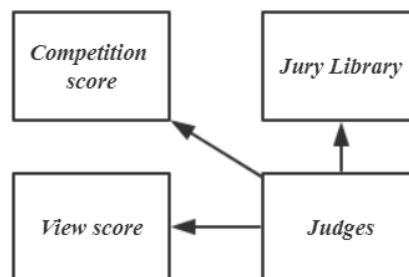 Competition
score
Jury Library
View score
Judges